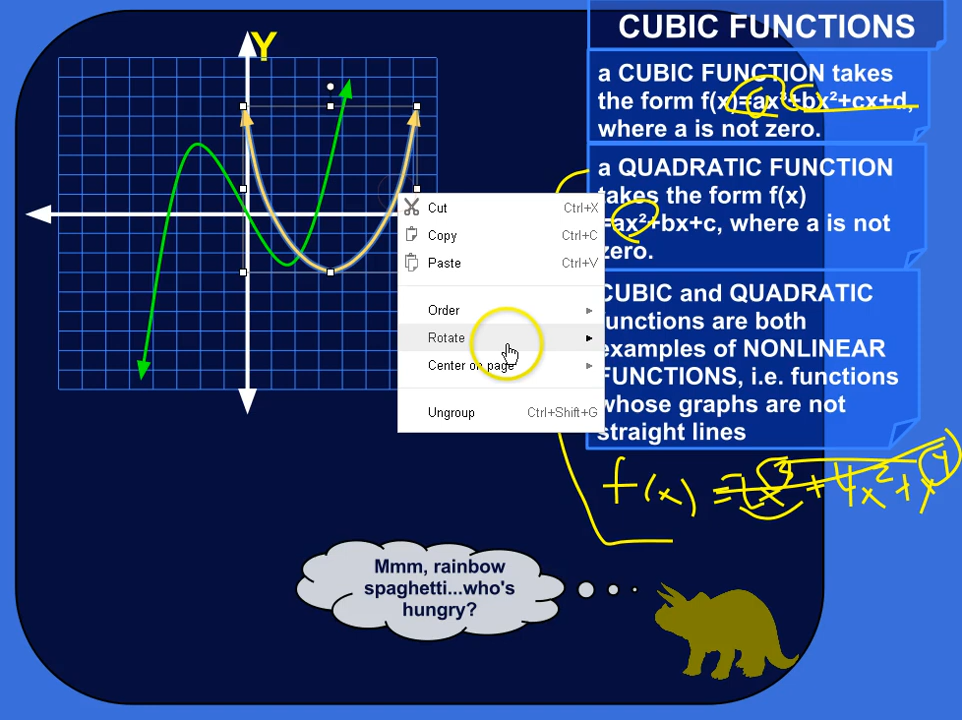 Y
CUBIC FUNCTIONS
a CUBIC FUNCTION takes
the form f(x)=ax³+bx²+cx+d,
where a is not zero.
a QUADRATIC FUNCTION
takes the form f(x)
=ax²+bx+c, where a is not
zero.
CUBIC and QUADRATIC
functions are both
examples of NONLINEAR
FUNCTIONS, i.e. functions
whose graphs are not
straight lines
Cut Ctrl+X
Copy Ctrl+C
Paste Ctrl+V
Order
Rotate
Center on page
Ungroup Ctrl+Shift+G
f(x) = 2x³ + 4x² + x⁴
Mmm, rainbow
spaghetti...who's
hungry?